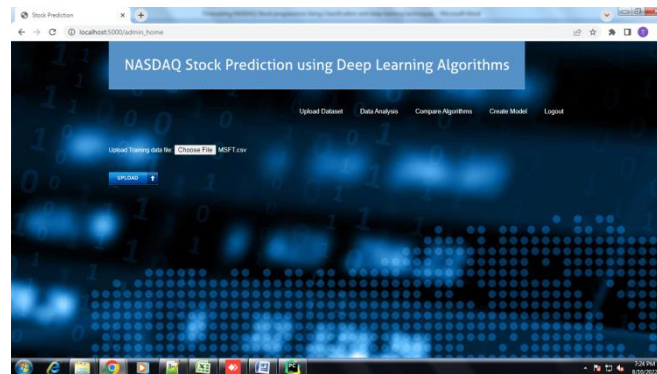 Stock Prediction
localhost:5000/admin_home
NASDAQ Stock Prediction using Deep Learning Algorithms
Upload Dataset Data Analysis Compare Algorithms Create Model Logout
Upload Training data file: Choose File MSFT.csv
UPLOAD
7:24 PM